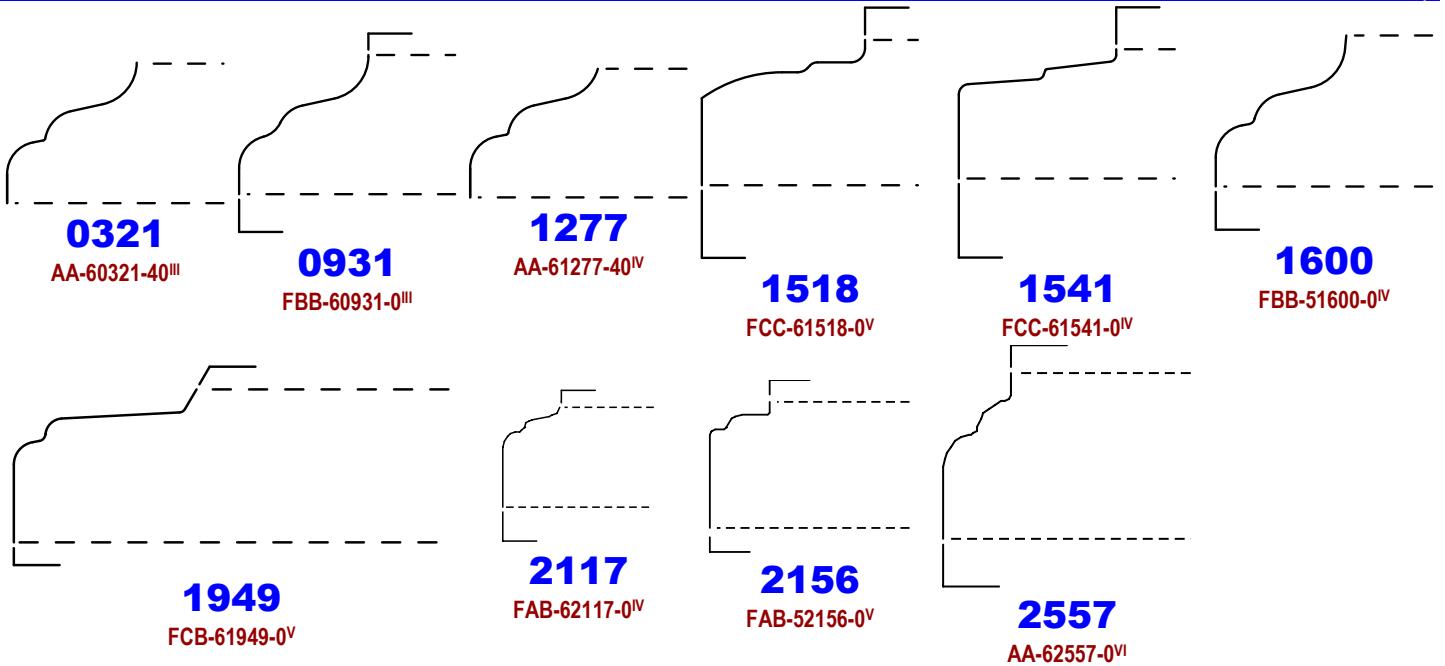 0321
AA-60321-40III
0931
FBB-60931-0III
1277
AA-61277-40IV
1518
FCC-61518-0V
1541
FCC-61541-0IV
1600
FBB-51600-0IV
1949
FCB-61949-0V
2117
FAB-62117-0IV
2156
FAB-52156-0V
2557
AA-62557-0VI